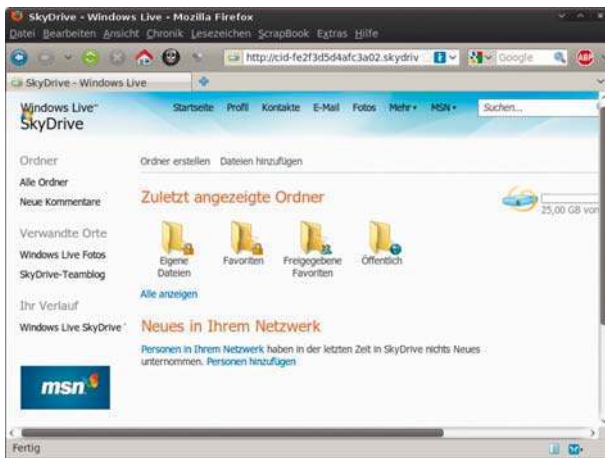 SkyDrive - Windows Live - Mozilla Firefox
Datei Bearbeiten Ansicht Chronik Lesezeichen ScrapBook Extras Hilfe
http://cid-fe2f3d5d4afc3a02.skydriv Google ABP
SkyDrive - Windows Live
Windows Live™ Startseite Profil Kontakte E-Mail Fotos Mehr MSN Suchen...
SkyDrive
Ordner Ordner erstellen Dateien hinzufügen
Alle Ordner
Neue Kommentare
Zuletzt angezeigte Ordner
25,00 GB von
Verwandte Orte
Windows Live Fotos
SkyDrive-Teamblog
Eigene Dateien
Favoriten
Freigegebene Favoriten
Öffentlich
Alle anzeigen
Ihr Verlauf
Windows Live SkyDrive
Neues in Ihrem Netzwerk
Personen in Ihrem Netzwerk haben in der letzten Zeit in SkyDrive nichts Neues
unternommen. Personen hinzufügen
msn
Fertig